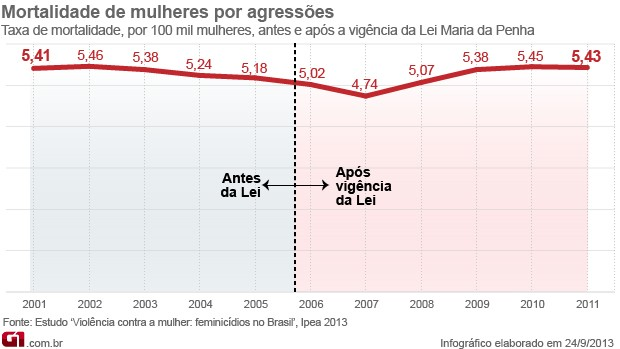 Mortalidade de mulheres por agressões
Taxa de mortalidade, por 100 mil mulheres, antes e após a vigência da Lei Maria da Penha
5,41 5,46 5,38 5,24 5,18 5,02 4,74 5,07 5,38 5,45 5,43
Antes
da Lei
Após
vigência
da Lei
2001 2002 2003 2004 2005 2006 2007 2008 2009 2010 2011
Fonte: Estudo 'Violência contra a mulher: feminicídios no Brasil', Ipea 2013
G1.com.br
Infográfico elaborado em 24/9/2013